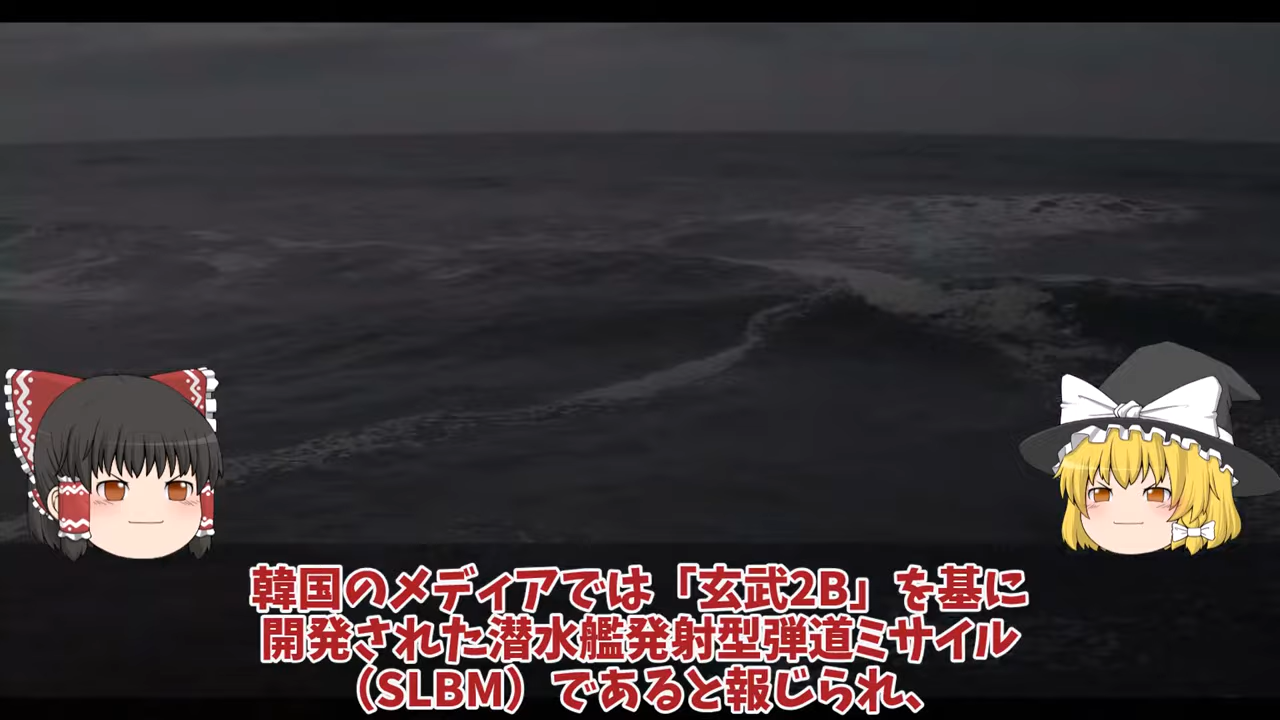 韓国のメディアでは「玄武2B」を基に
開発された潜水艦発射型弾道ミサイル
（SLBM）であると報じられ、